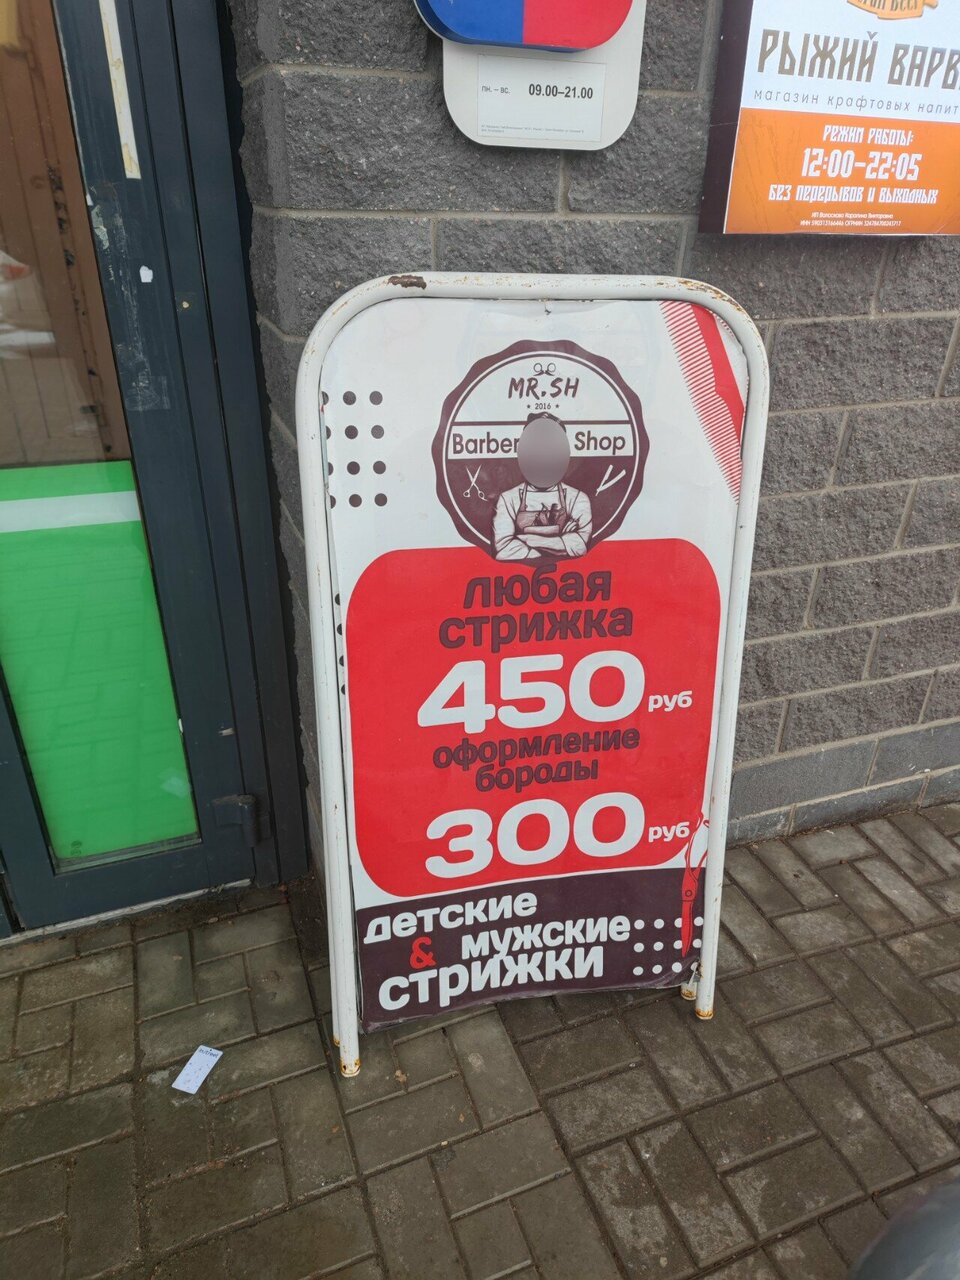 пн. – вс. 09.00–21.00
РЫЖИЙ ВАРВ
магазин крафтовых напит
РЕЖИМ РАБОТЫ:
12:00-22:05
БЕЗ ПЕРЕРЫВОВ И ВЫХОДНЫХ
MR.SH
2016
Barber Shop
любая
стрижка
450 руб
оформление
бороды
300 руб
детские
& мужские
стрижки